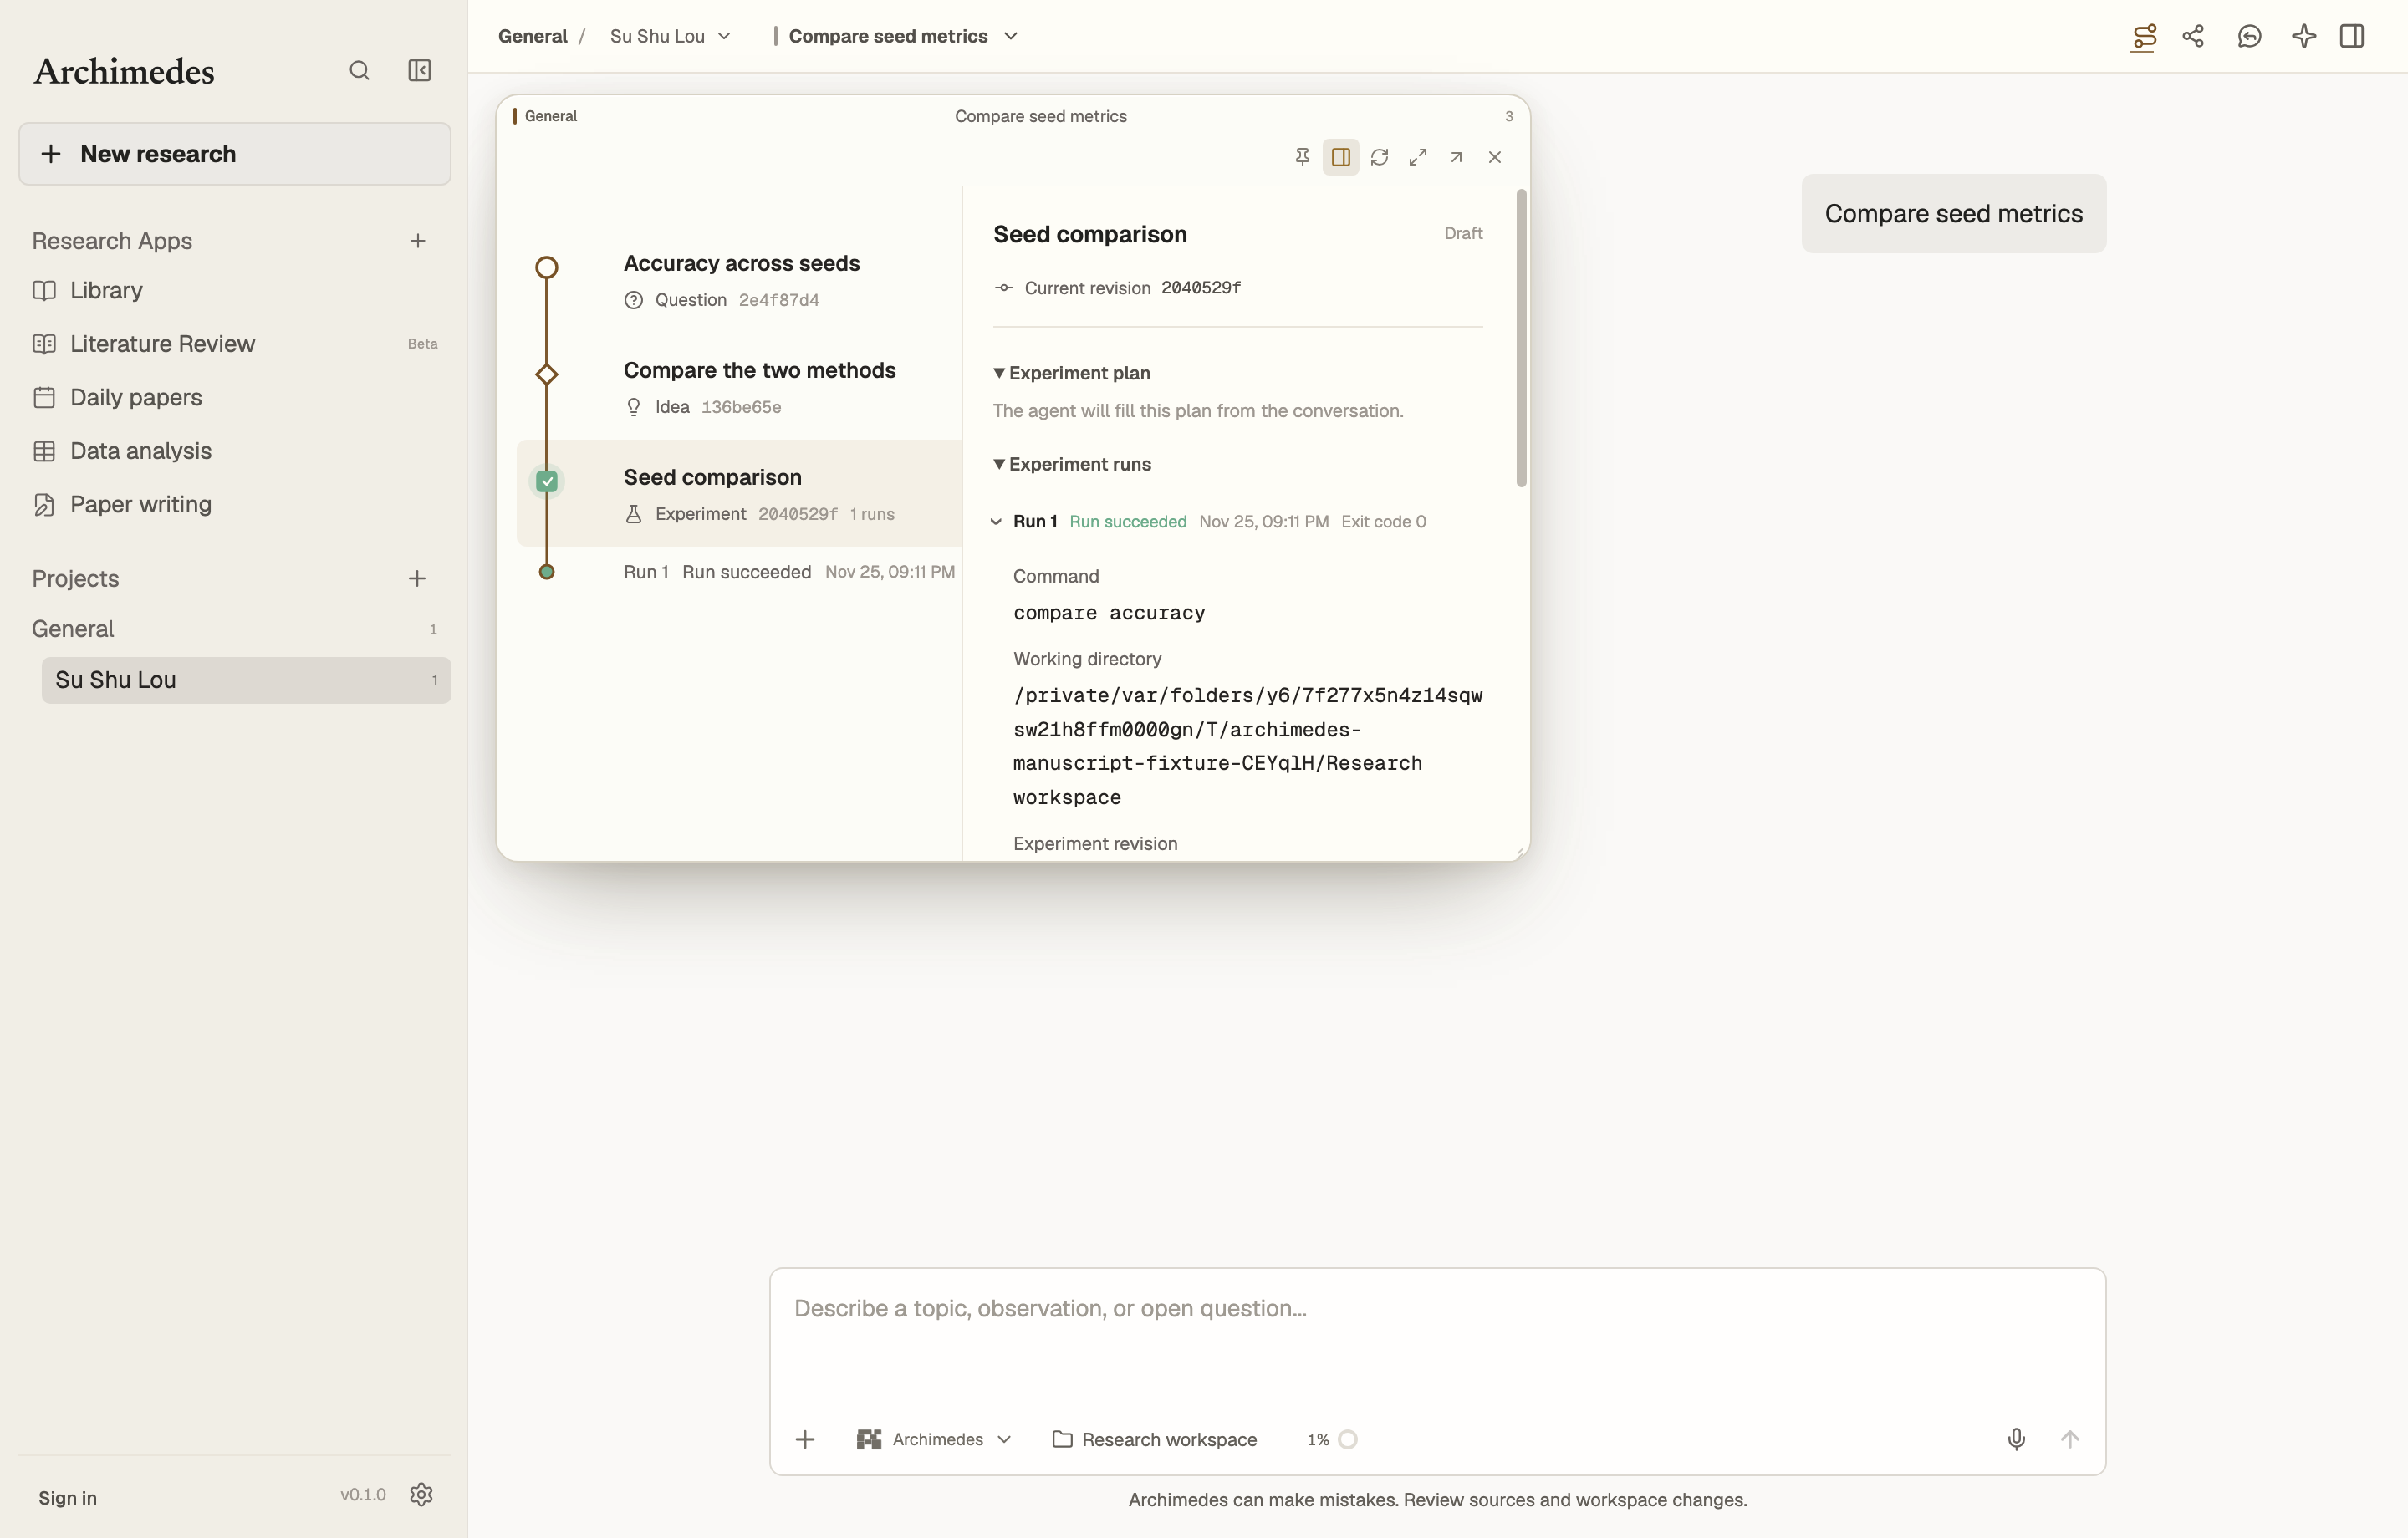 Archimedes
New research
Research Apps
Library
Literature Review Beta
Daily papers
Data analysis
Paper writing
Projects
General 1
Su Shu Lou 1
Sign in v0.1.0
General / Su Shu Lou Compare seed metrics
General Compare seed metrics 3
Accuracy across seeds
Question 2e4f87d4
Compare the two methods
Idea 136be65e
Seed comparison
Experiment 2040529f 1 runs
Run 1 Run succeeded Nov 25, 09:11 PM
Seed comparison Draft
Current revision 2040529f
Experiment plan
The agent will fill this plan from the conversation.
Experiment runs
Run 1 Run succeeded Nov 25, 09:11 PM Exit code 0
Command
compare accuracy
Working directory
/private/var/folders/y6/7f277x5n4z14sqw
sw21h8ffm0000gn/T/archimedes-
manuscript-fixture-CEYqlH/Research
workspace
Experiment revision
Compare seed metrics
Describe a topic, observation, or open question...
Archimedes Research workspace 1%
Archimedes can make mistakes. Review sources and workspace changes.